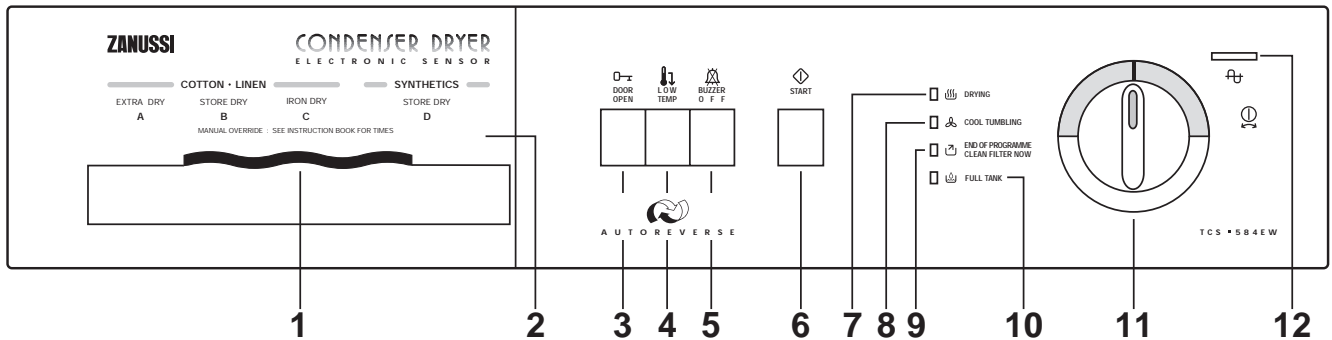 ZANUSSI
CONDENSER DRYER
ELECTRONIC SENSOR
COTTON · LINEN
SYNTHETICS
EXTRA DRY
A
STORE DRY
B
IRON DRY
C
STORE DRY
D
MANUAL OVERRIDE : SEE INSTRUCTION BOOK FOR TIMES
DOOR
OPEN
LOW
TEMP
BUZZER
OFF
START
DRYING
COOL TUMBLING
END OF PROGRAMME
CLEAN FILTER NOW
FULL TANK
AUTOREVERSE
TCS ▪ 584EW
1
2
3
4
5
6
7
8
9
10
11
12